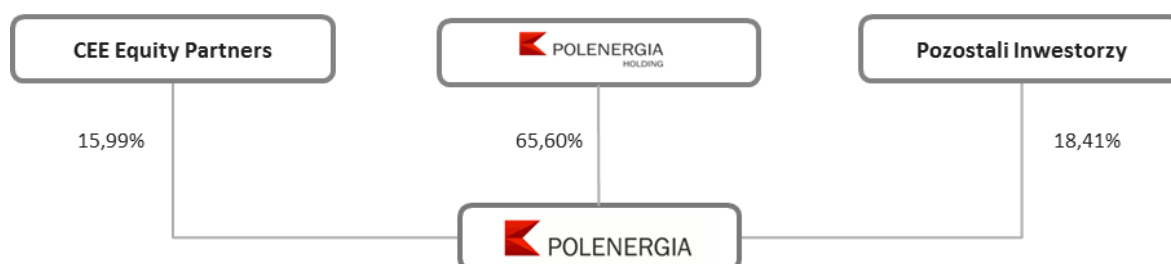 CEE Equity Partners
POLENERGIA
HOLDING
Pozostali Inwestorzy
15,99%
65,60%
18,41%
POLENERGIA